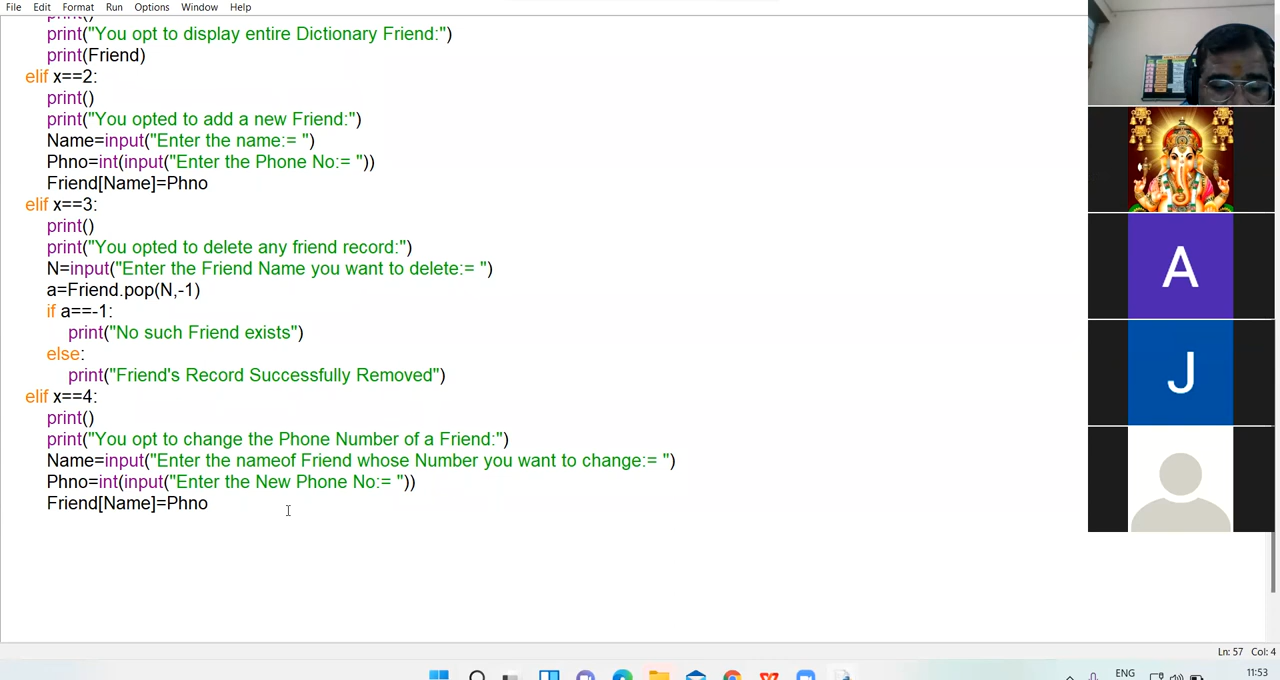 File Edit Format Run Options Window Help
print()
print("You opt to display entire Dictionary Friend:")
print(Friend)
elif x==2:
print()
print("You opted to add a new Friend:")
Name=input("Enter the name:= ")
Phno=int(input("Enter the Phone No:= "))
Friend[Name]=Phno
elif x==3:
print()
print("You opted to delete any friend record:")
N=input("Enter the Friend Name you want to delete:= ")
a=Friend.pop(N,-1)
if a==-1:
print("No such Friend exists")
else:
print("Friend's Record Successfully Removed")
elif x==4:
print()
print("You opt to change the Phone Number of a Friend:")
Name=input("Enter the nameof Friend whose Number you want to change:= ")
Phno=int(input("Enter the New Phone No:= "))
Friend[Name]=Phno
A
J
Ln: 57 Col: 4
ENG 11:53